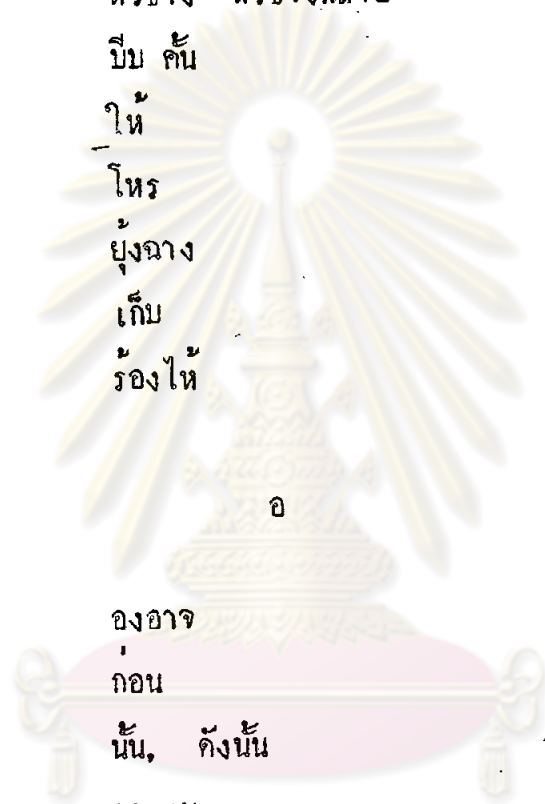 บีบ คั้น
ให้
โหร
ยุ้งฉาง
เก็บ
ร้องไห้
อ
องอาจ
ก่อน
นั้น, ดังนั้น